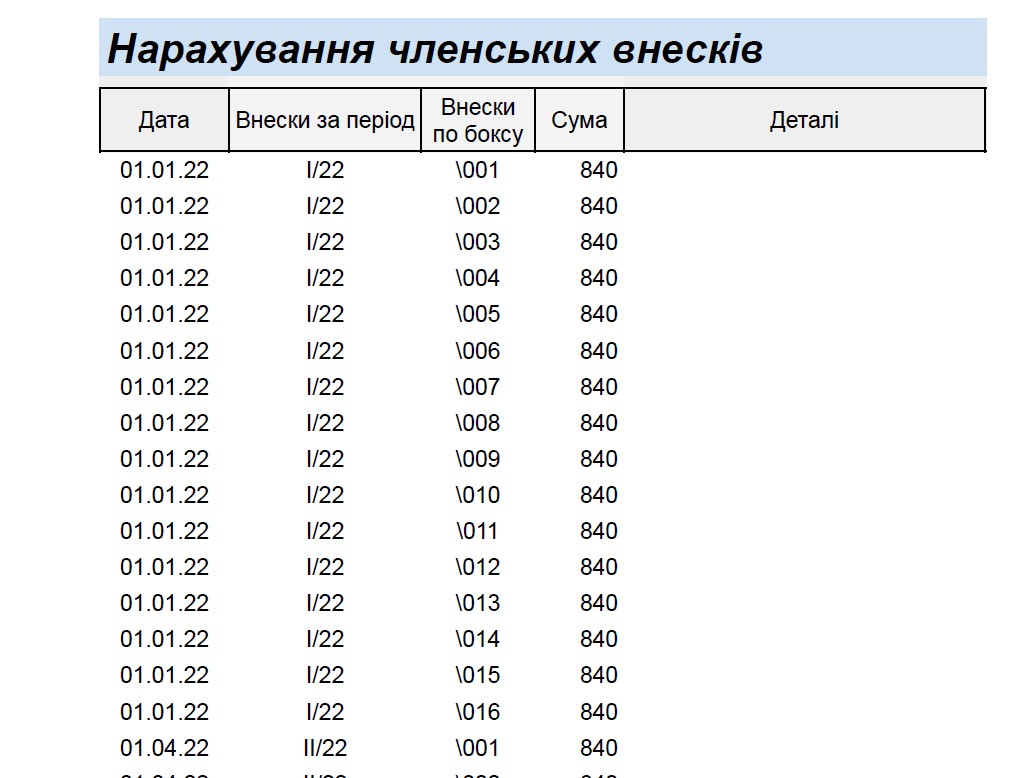 Нарахування членських внесків
Дата Внески за період Внески по боксу Сума Деталі
01.01.22 I/22 \001 840
01.01.22 I/22 \002 840
01.01.22 I/22 \003 840
01.01.22 I/22 \004 840
01.01.22 I/22 \005 840
01.01.22 I/22 \006 840
01.01.22 I/22 \007 840
01.01.22 I/22 \008 840
01.01.22 I/22 \009 840
01.01.22 I/22 \010 840
01.01.22 I/22 \011 840
01.01.22 I/22 \012 840
01.01.22 I/22 \013 840
01.01.22 I/22 \014 840
01.01.22 I/22 \015 840
01.01.22 I/22 \016 840
01.04.22 II/22 \001 840